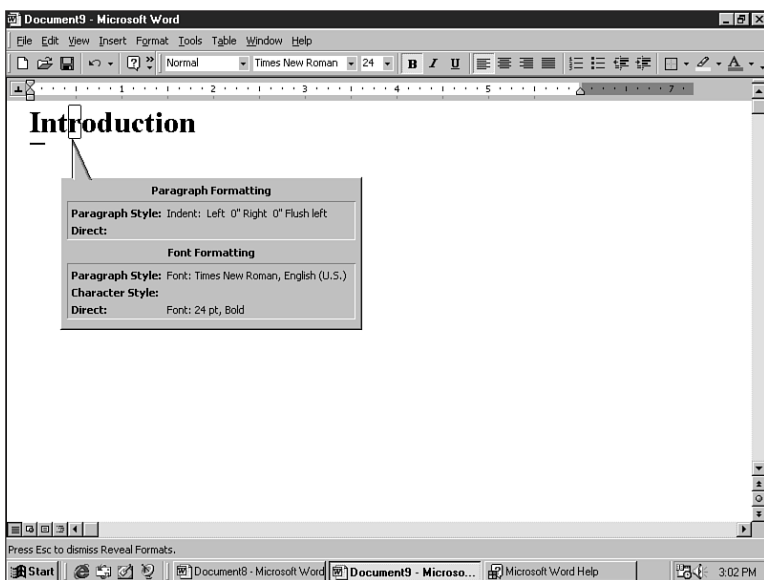 Document9 - Microsoft Word
File Edit View Insert Format Tools Table Window Help
Normal Times New Roman 24 B I U A
1 2 3 4 5 7
Introduction
Paragraph Formatting
Paragraph Style: Indent: Left 0" Right 0" Flush left
Direct:
Font Formatting
Paragraph Style: Font: Times New Roman, English (U.S.)
Character Style:
Direct: Font: 24 pt, Bold
Press Esc to dismiss Reveal Formats.
Start Document8 - Microsoft Word Document9 - Microso... Microsoft Word Help 3:02 PM